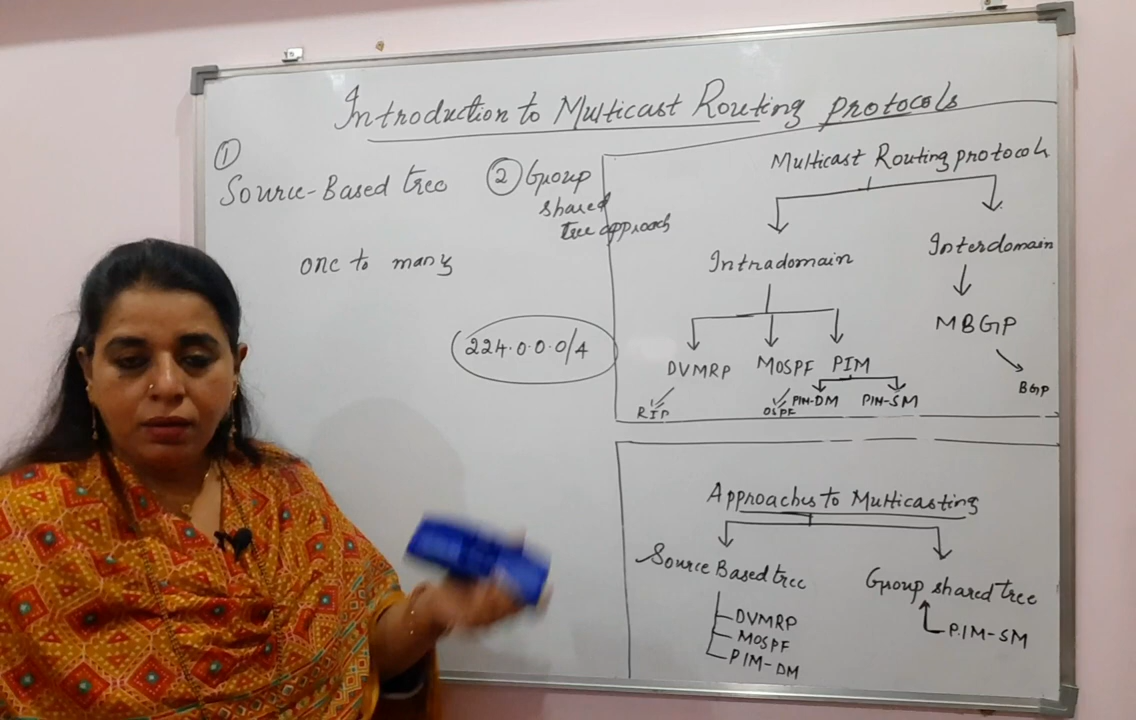 Introduction to Multicast Routing protocols
①
Source-Based tree
② Group
shared
tree approach
one to many
224.0.0.0/4
Multicast Routing protocols
Intradomain
Interdomain
DVMRP MOSPF PIM
RIP
OSPF
PIM-DM PIM-SM
MBGP
BGP
Approaches to Multicasting
Source Based tree
DVMRP
MOSPF
PIM-DM
Group shared tree
PIM-SM